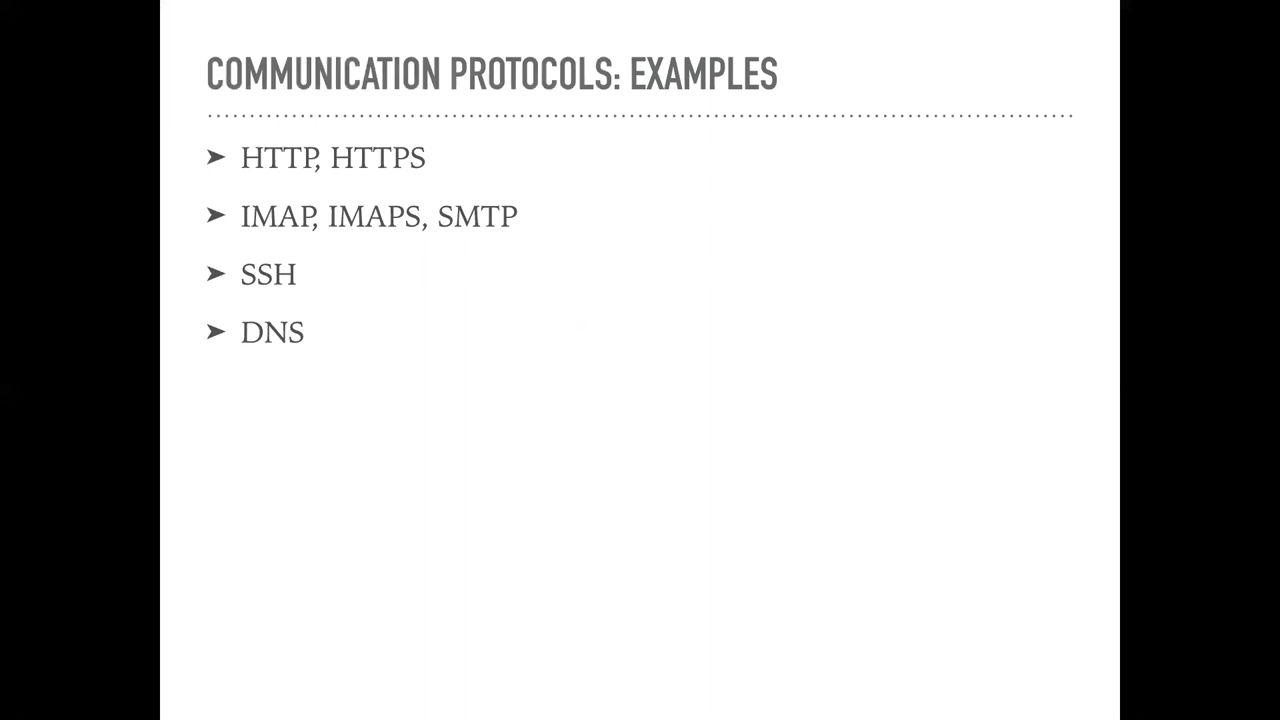 COMMUNICATION PROTOCOLS: EXAMPLES
➤ HTTP, HTTPS
➤ IMAP, IMAPS, SMTP
➤ SSH
➤ DNS